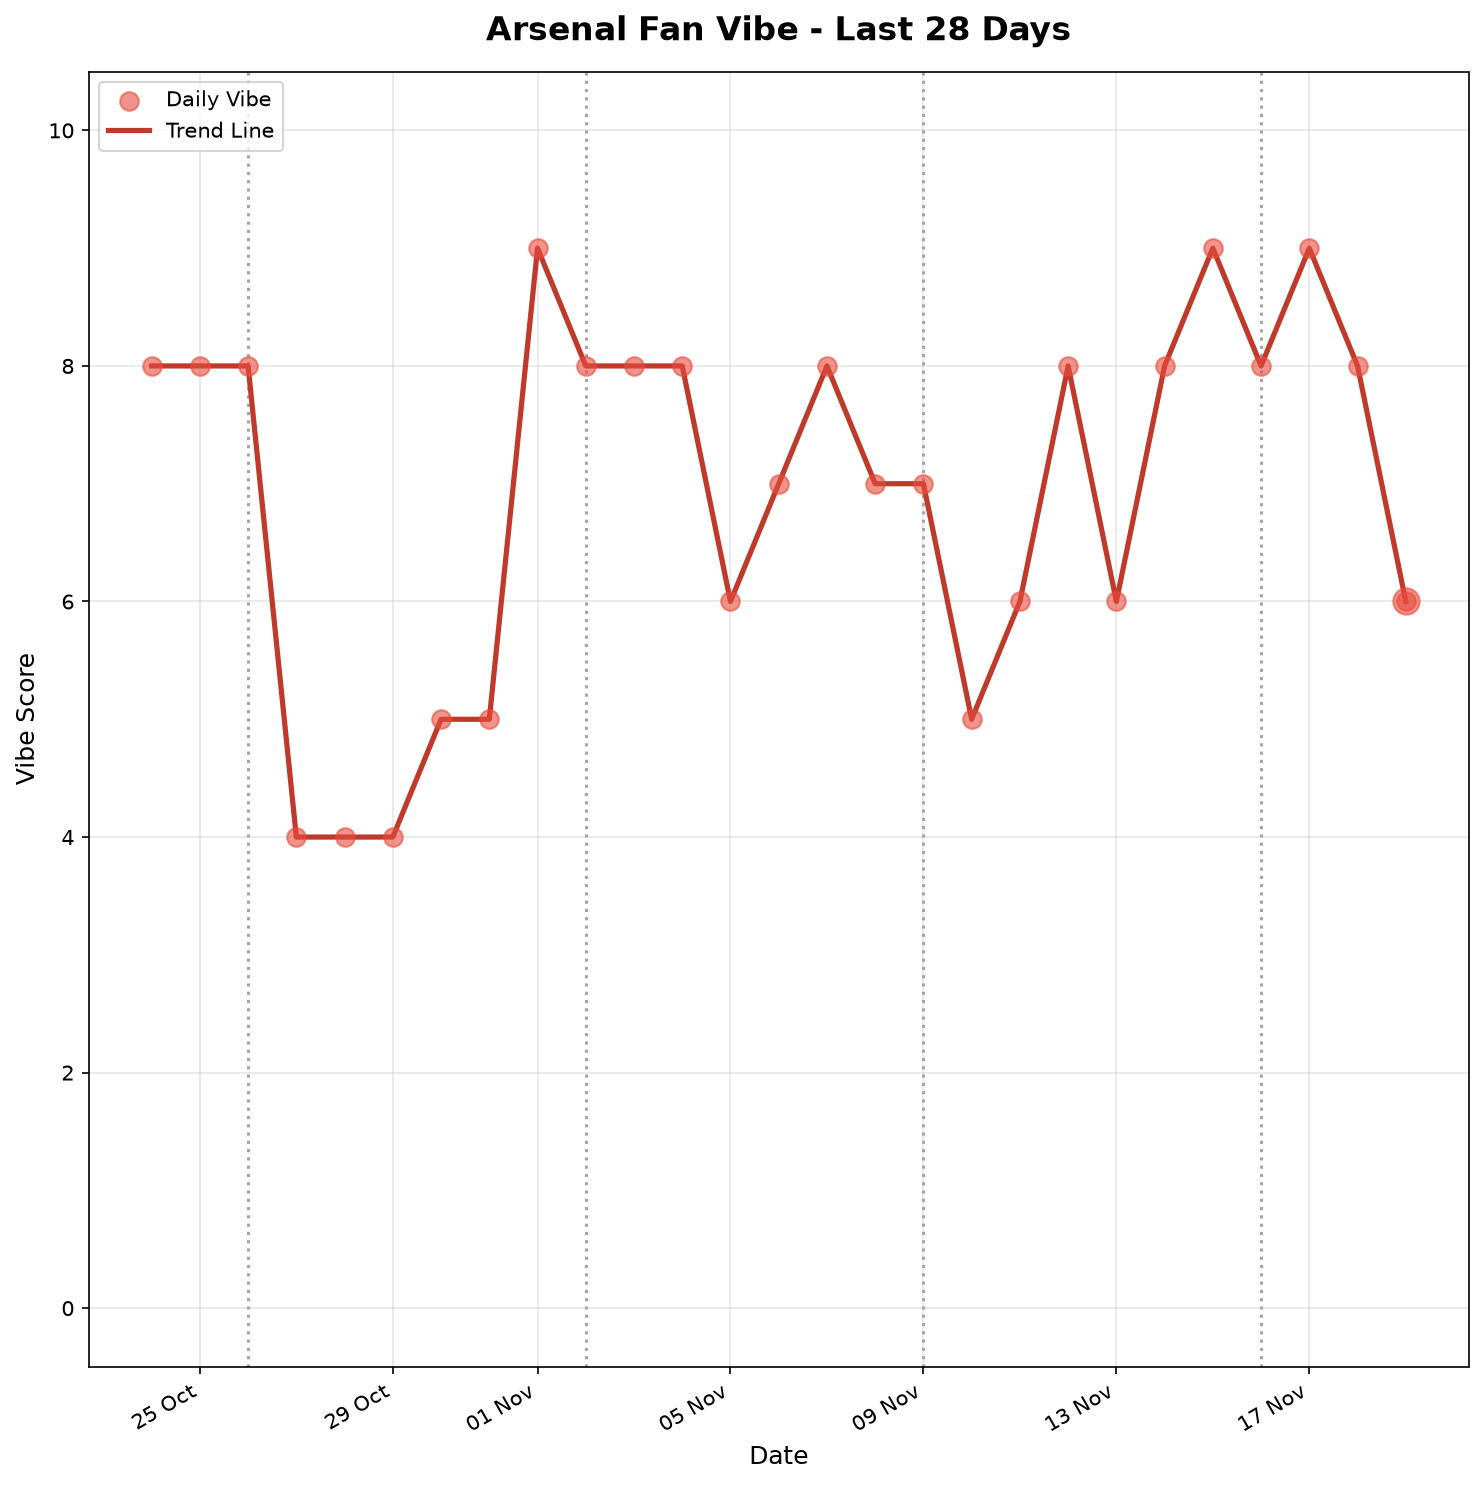 Arsenal Fan Vibe - Last 28 Days
Daily Vibe
Trend Line
10
8
6
4
2
0
Vibe Score
25 Oct
29 Oct
01 Nov
05 Nov
09 Nov
13 Nov
17 Nov
Date